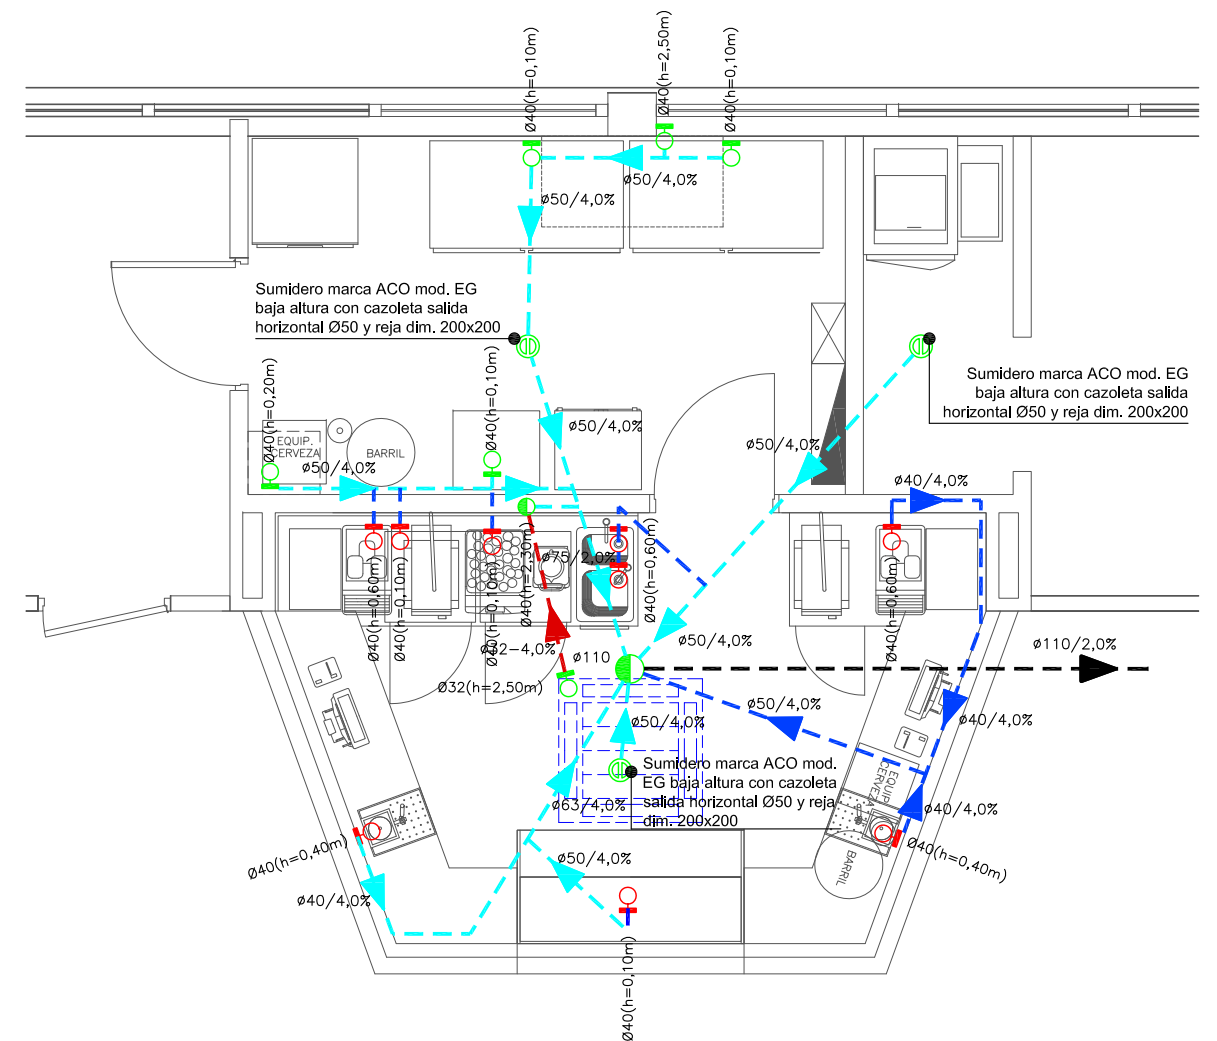 Ø40(h=0,10m)
Ø40(h=2,50m)
Ø40(h=0,10m)
ø50/4,0%
ø50/4,0%
Sumidero marca ACO mod. EG
baja altura con cazoleta salida
horizontal Ø50 y reja dim. 200x200
Sumidero marca ACO mod. EG
baja altura con cazoleta salida
horizontal Ø50 y reja dim. 200x200
Ø40(h=0,20m)
Ø40(h=0,10m)
EQUIP.
CERVEZA
BARRIL
ø50/4,0%
ø50/4,0%
ø50/4,0%
ø40/4,0%
Ø40(h=0,60m)
Ø40(h=0,10m)
Ø40(h=0,10m)
Ø40(h=2,30m)
ø75/2,0%
Ø40(h=0,60m)
Ø40(h=0,60m)
ø50/4,0%
ø32-4,0%
ø110
ø110/2,0%
Ø32(h=2,50m)
ø50/4,0%
ø50/4,0%
ø40/4,0%
Sumidero marca ACO mod.
EG baja altura con cazoleta
salida horizontal Ø50 y reja
dim. 200x200
EQUIP.
CERVEZA
ø63/4,0%
ø40/4,0%
Ø40(h=0,40m)
ø50/4,0%
BARRIL
Ø40(h=0,40m)
ø40/4,0%
Ø40(h=0,10m)